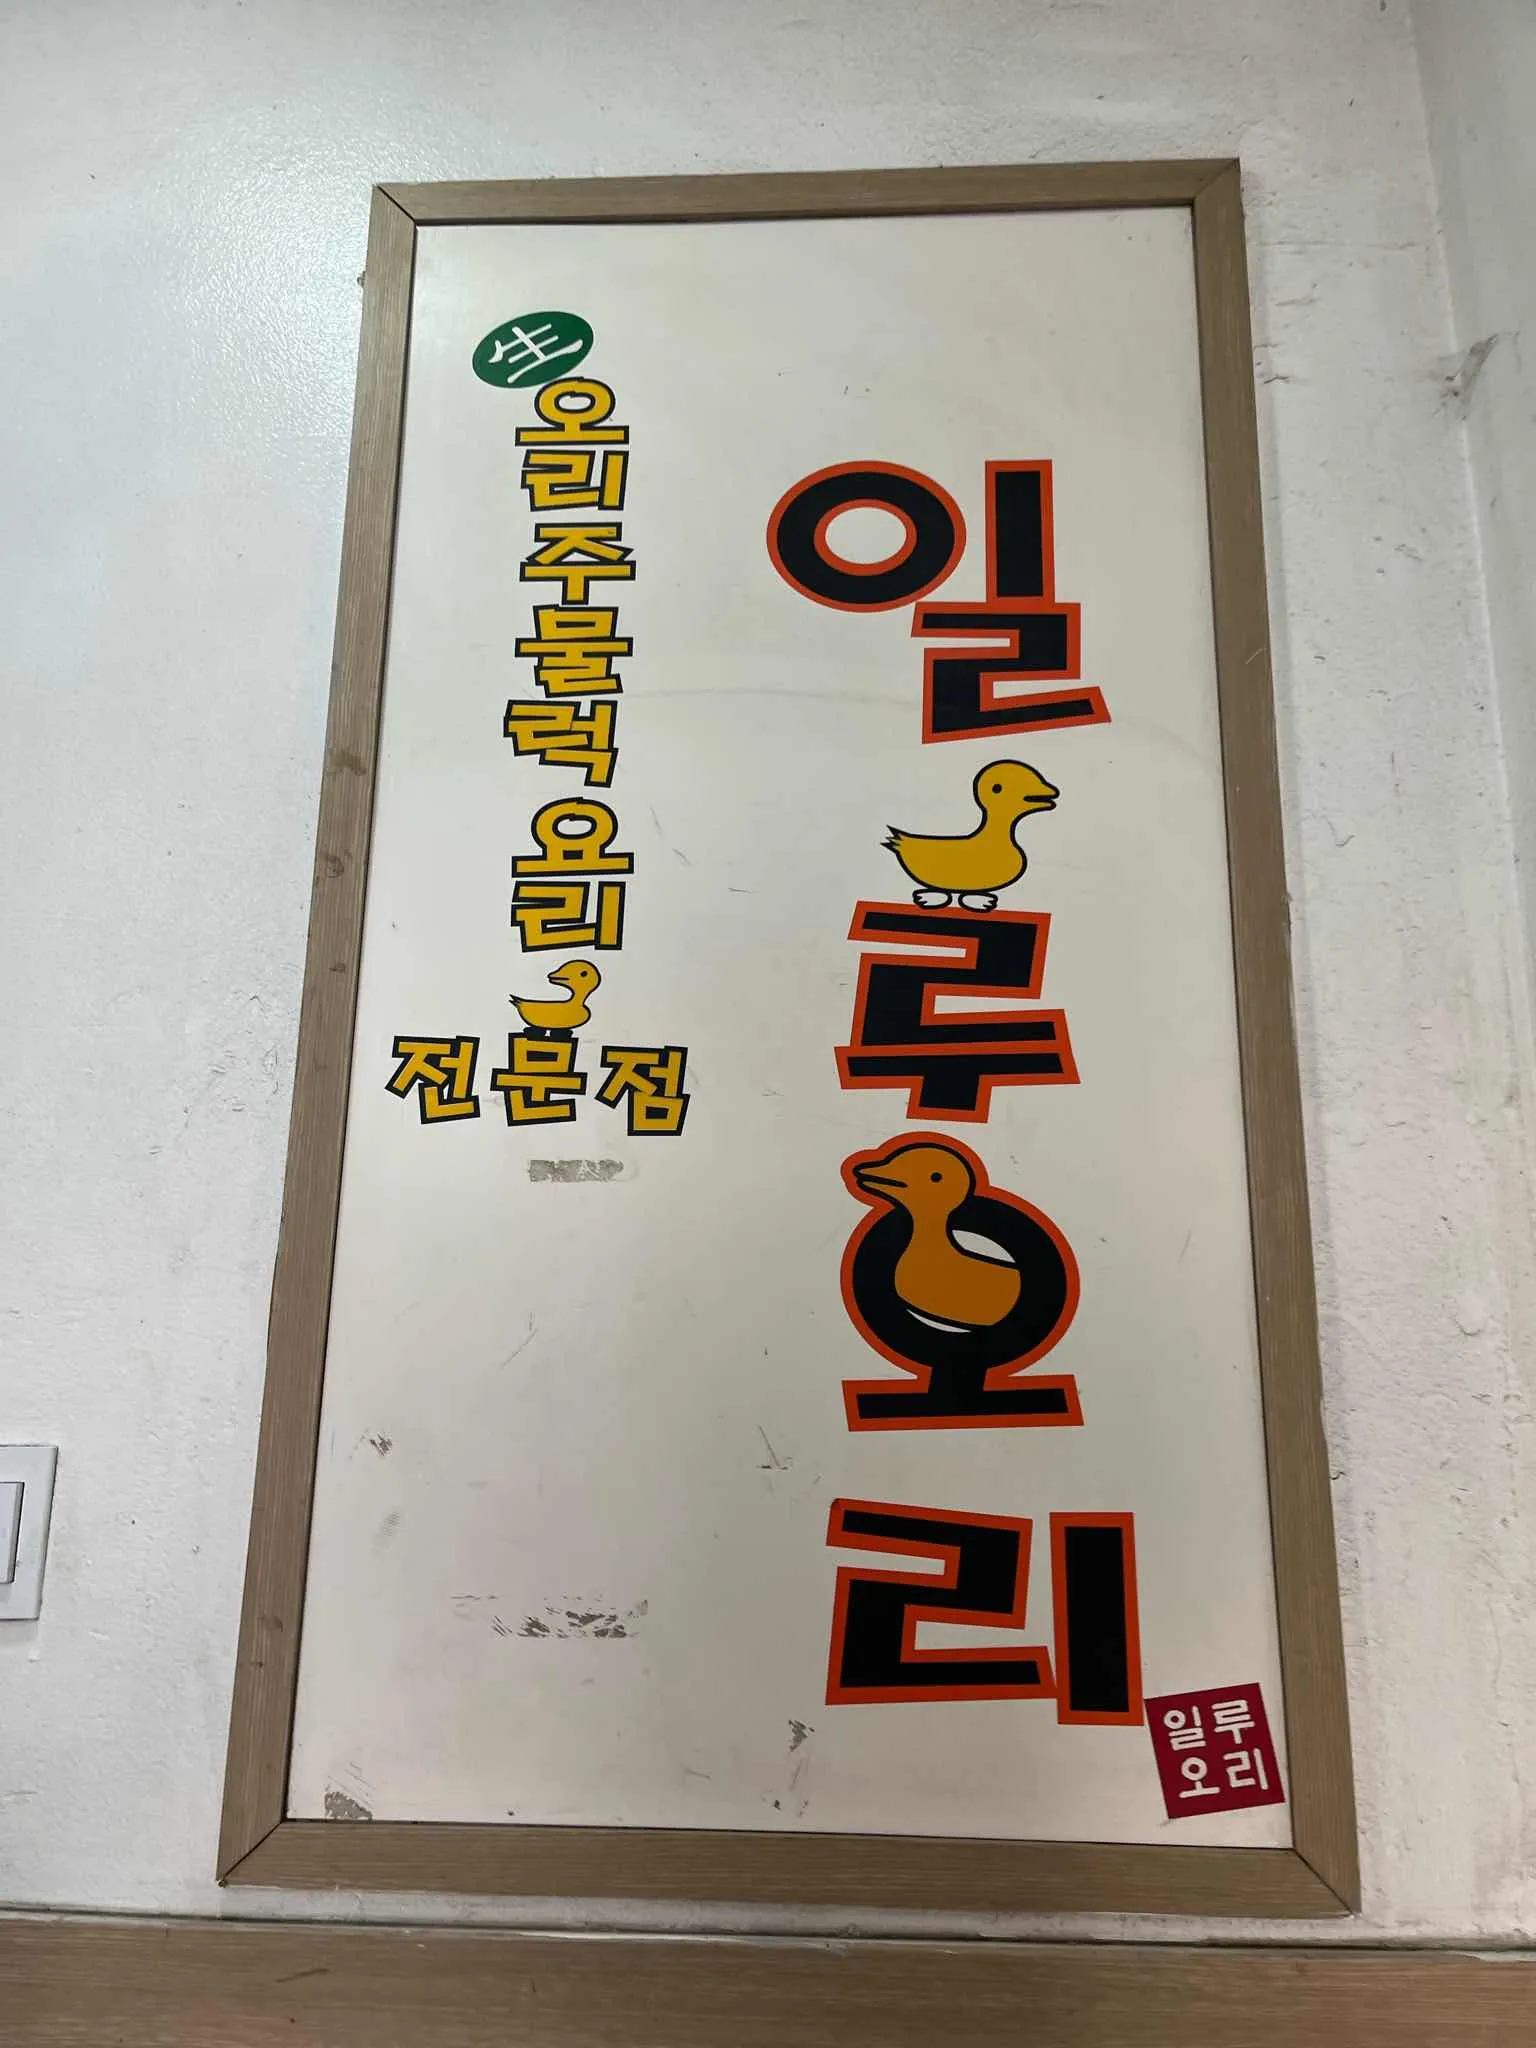 일루오리
生오리 주물럭 요리
전문점
일루
오리